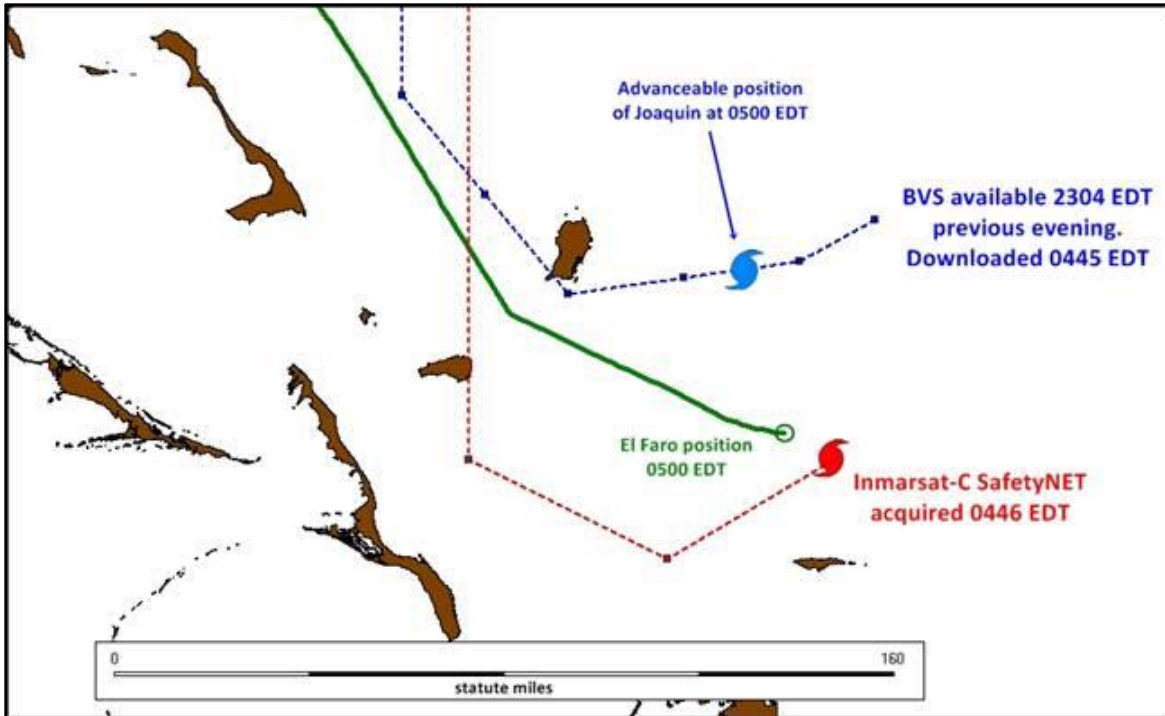 Advanceable position
of Joaquin at 0500 EDT
BVS available 2304 EDT
previous evening.
Downloaded 0445 EDT
El Faro position
0500 EDT
Inmarsat-C SafetyNET
acquired 0446 EDT
0
160
statute miles